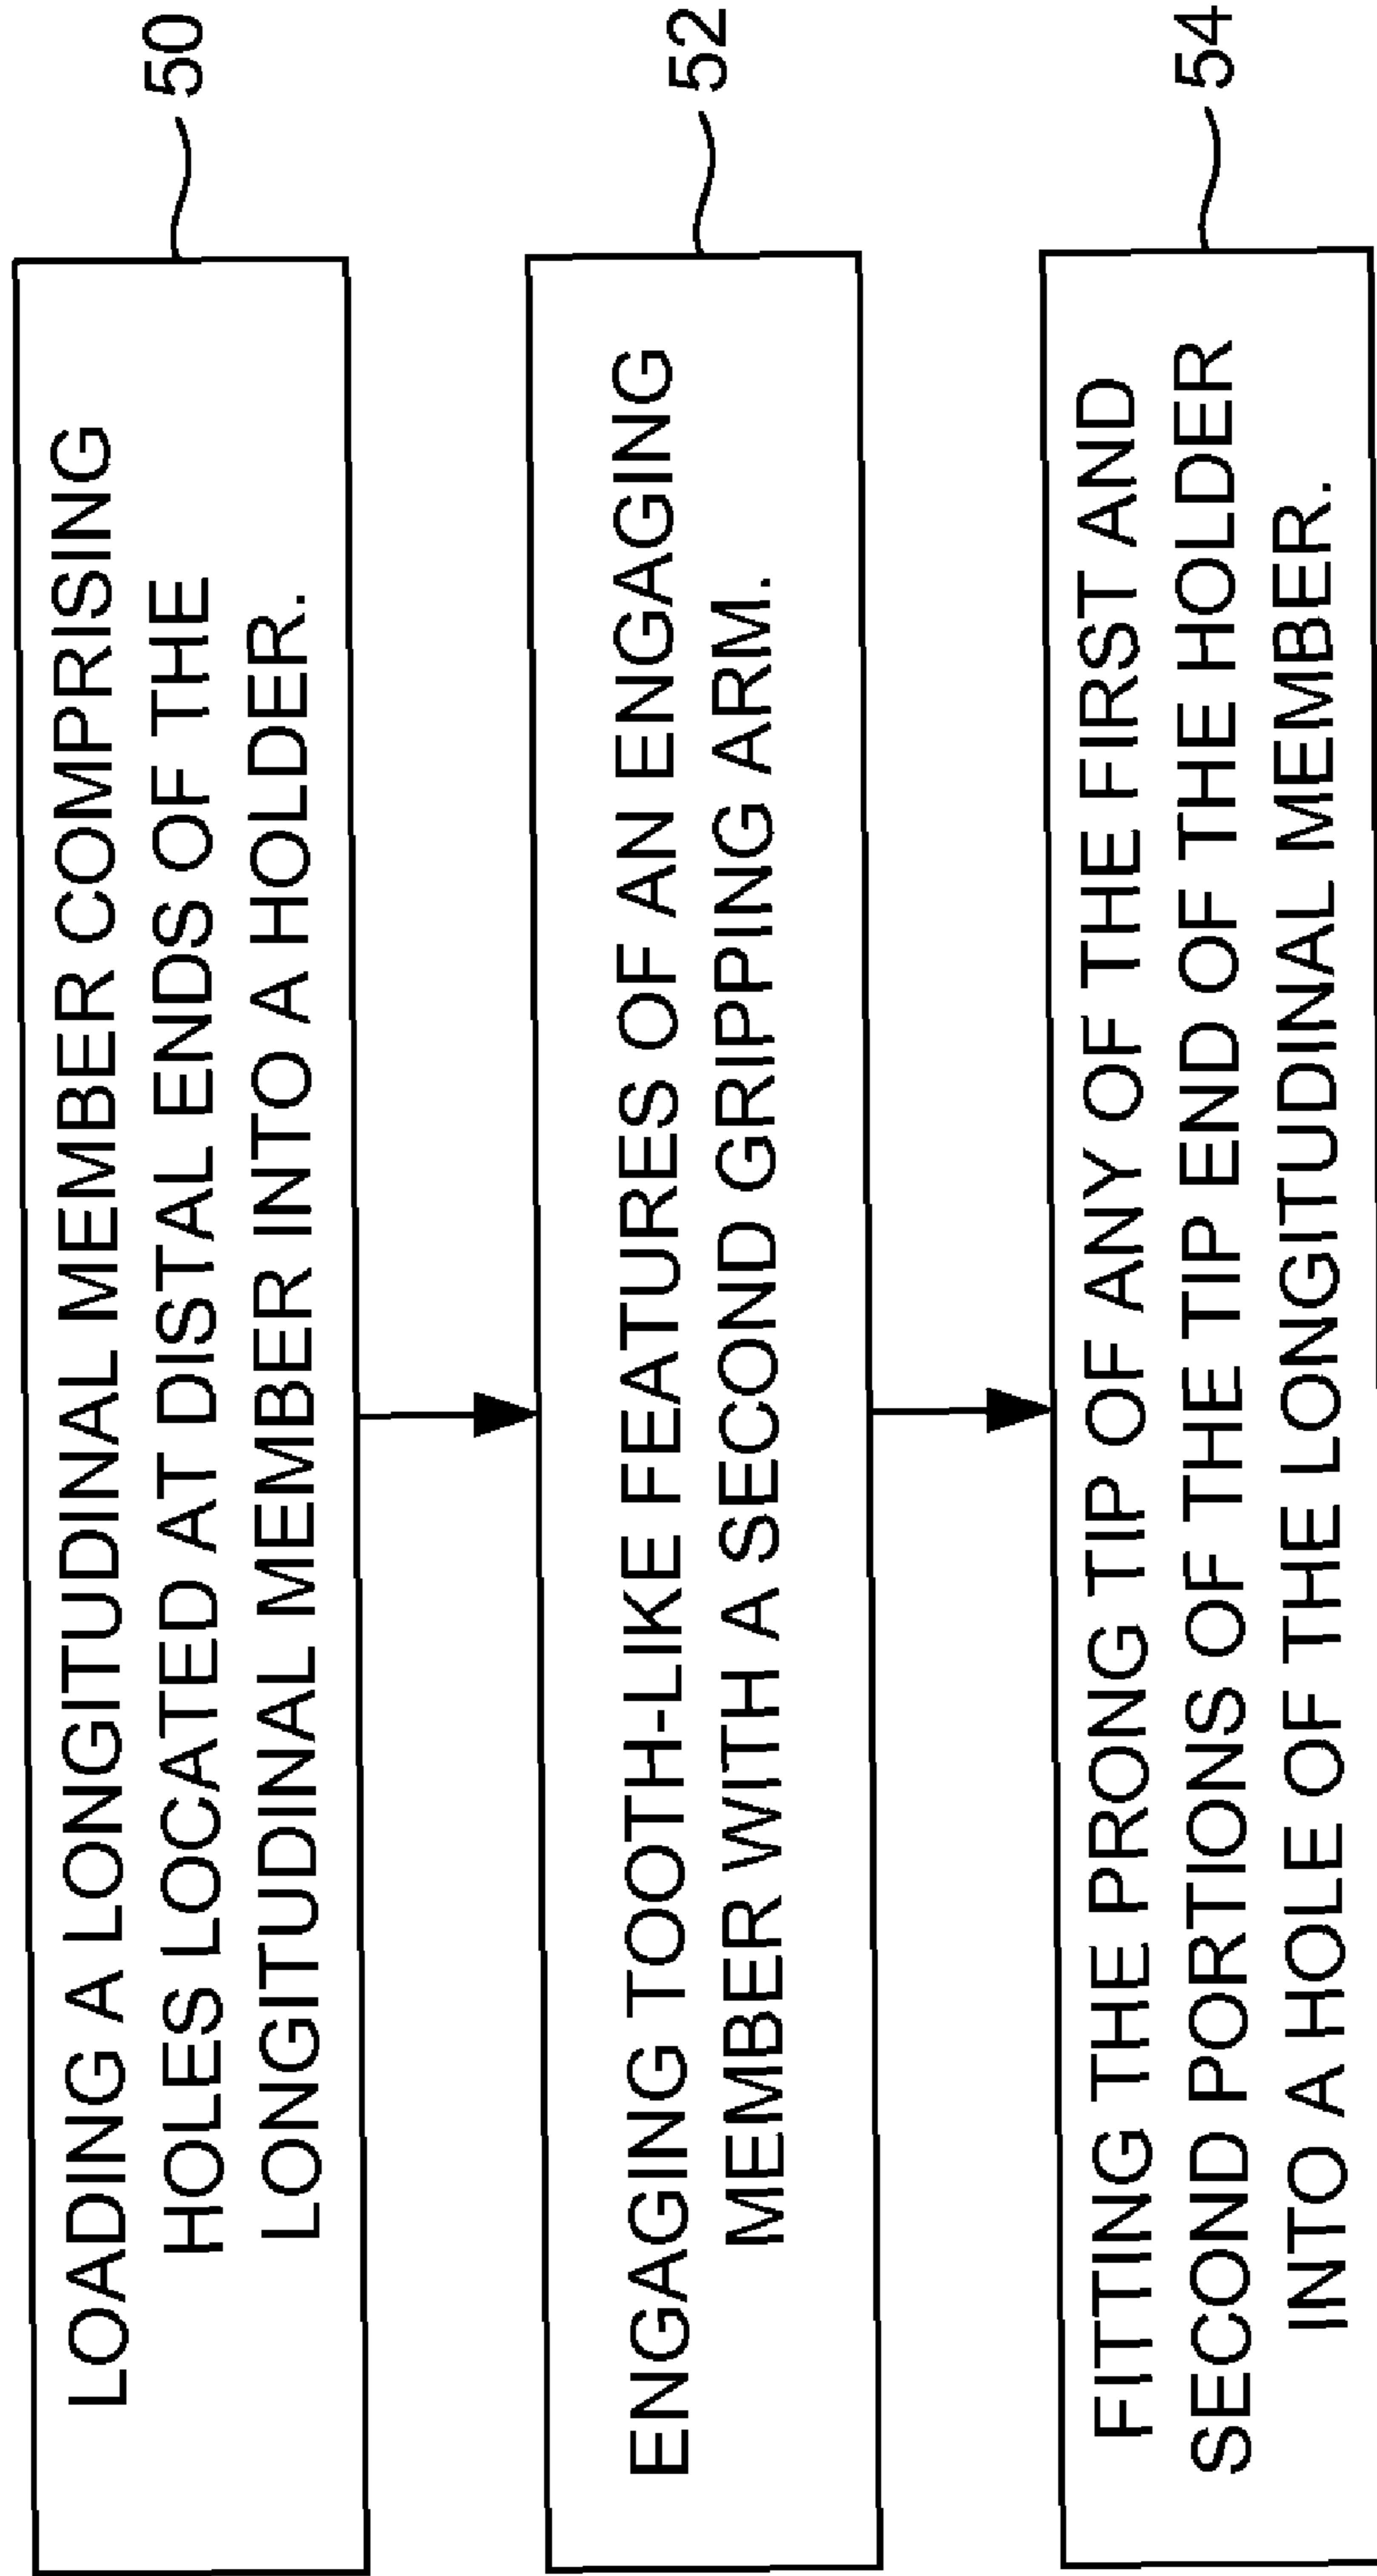 LOADING A LONGITUDINAL MEMBER COMPRISING
HOLES LOCATED AT DISTAL ENDS OF THE
LONGITUDINAL MEMBER INTO A HOLDER.
50
ENGAGING TOOTH-LIKE FEATURES OF AN ENGAGING
MEMBER WITH A SECOND GRIPPING ARM.
52
FITTING THE PRONG TIP OF ANY OF THE FIRST AND
SECOND PORTIONS OF THE TIP END OF THE HOLDER
INTO A HOLE OF THE LONGITUDINAL MEMBER.
54